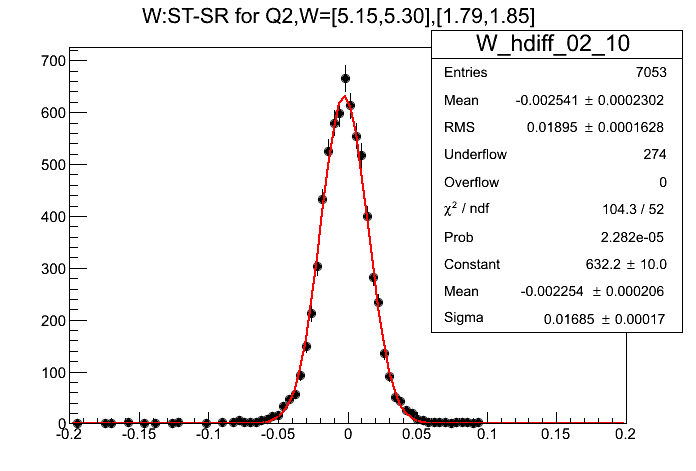 W:ST-SR for Q2,W=[5.15,5.30],[1.79,1.85]
W_hdiff_02_10
Entries 7053
Mean -0.002541 ± 0.0002302
RMS 0.01895 ± 0.0001628
Underflow 274
Overflow 0
χ² / ndf 104.3 / 52
Prob 2.282e-05
Constant 632.2 ± 10.0
Mean -0.002254 ± 0.000206
Sigma 0.01685 ± 0.00017
700
600
500
400
300
200
100
0
-0.2 -0.15 -0.1 -0.05 0 0.05 0.1 0.15 0.2